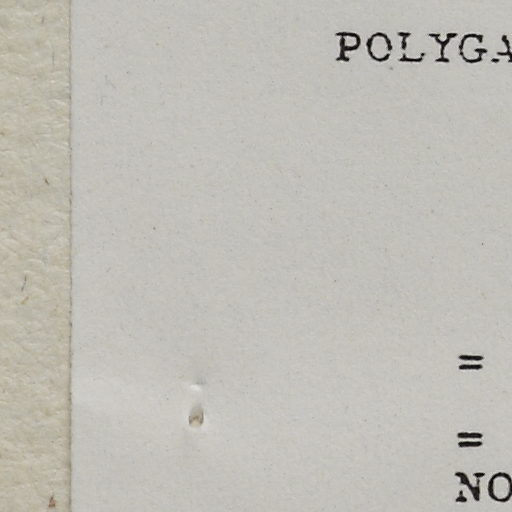 POLYGA
=
=
NO